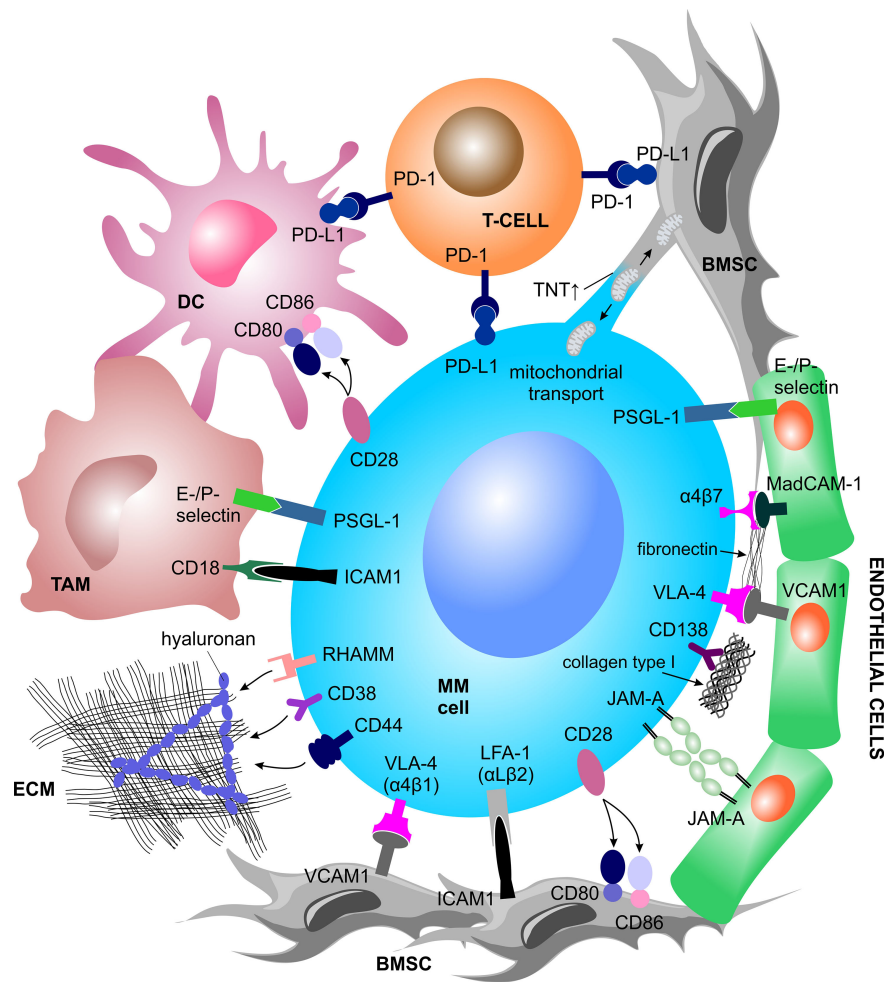 PD-L1
PD-1
PD-1
T-CELL
PD-L1
PD-1
BMSC
TNT↑
DC
CD86
CD80
PD-L1
mitochondrial
transport
E-/P-
selectin
PSGL-1
CD28
MadCAM-1
α4β7
E-/P-
selectin
PSGL-1
fibronectin
CD18
ICAM1
TAM
VLA-4
VCAM1
ENDOTHELIAL CELLS
CD138
hyaluronan
RHAMM
collagen type I
CD38
MM
cell
JAM-A
CD44
CD28
LFA-1
(αLβ2)
VLA-4
(α4β1)
ECM
JAM-A
VCAM1
ICAM1
CD80
CD86
BMSC